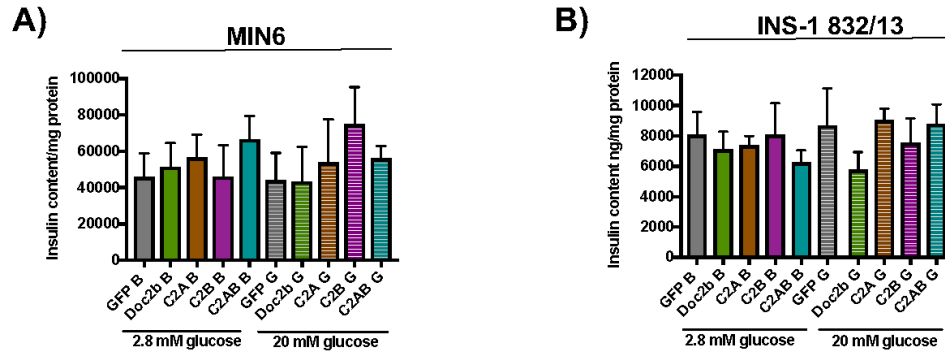 A)
MIN6
Insulin content/mg protein
100000
80000
60000
40000
20000
0
GFP B
Doc2b B
C2A B
C2B B
C2AB B
GFP G
Doc2b G
C2A G
C2B G
C2AB G
2.8 mM glucose
20 mM glucose
B)
INS-1 832/13
Insulin content ng/mg protein
12000
10000
8000
6000
4000
2000
0
GFP B
Doc2b B
C2A B
C2B B
C2AB B
GFP G
Doc2b G
C2A G
C2B G
C2AB G
2.8 mM glucose
20 mM glucose